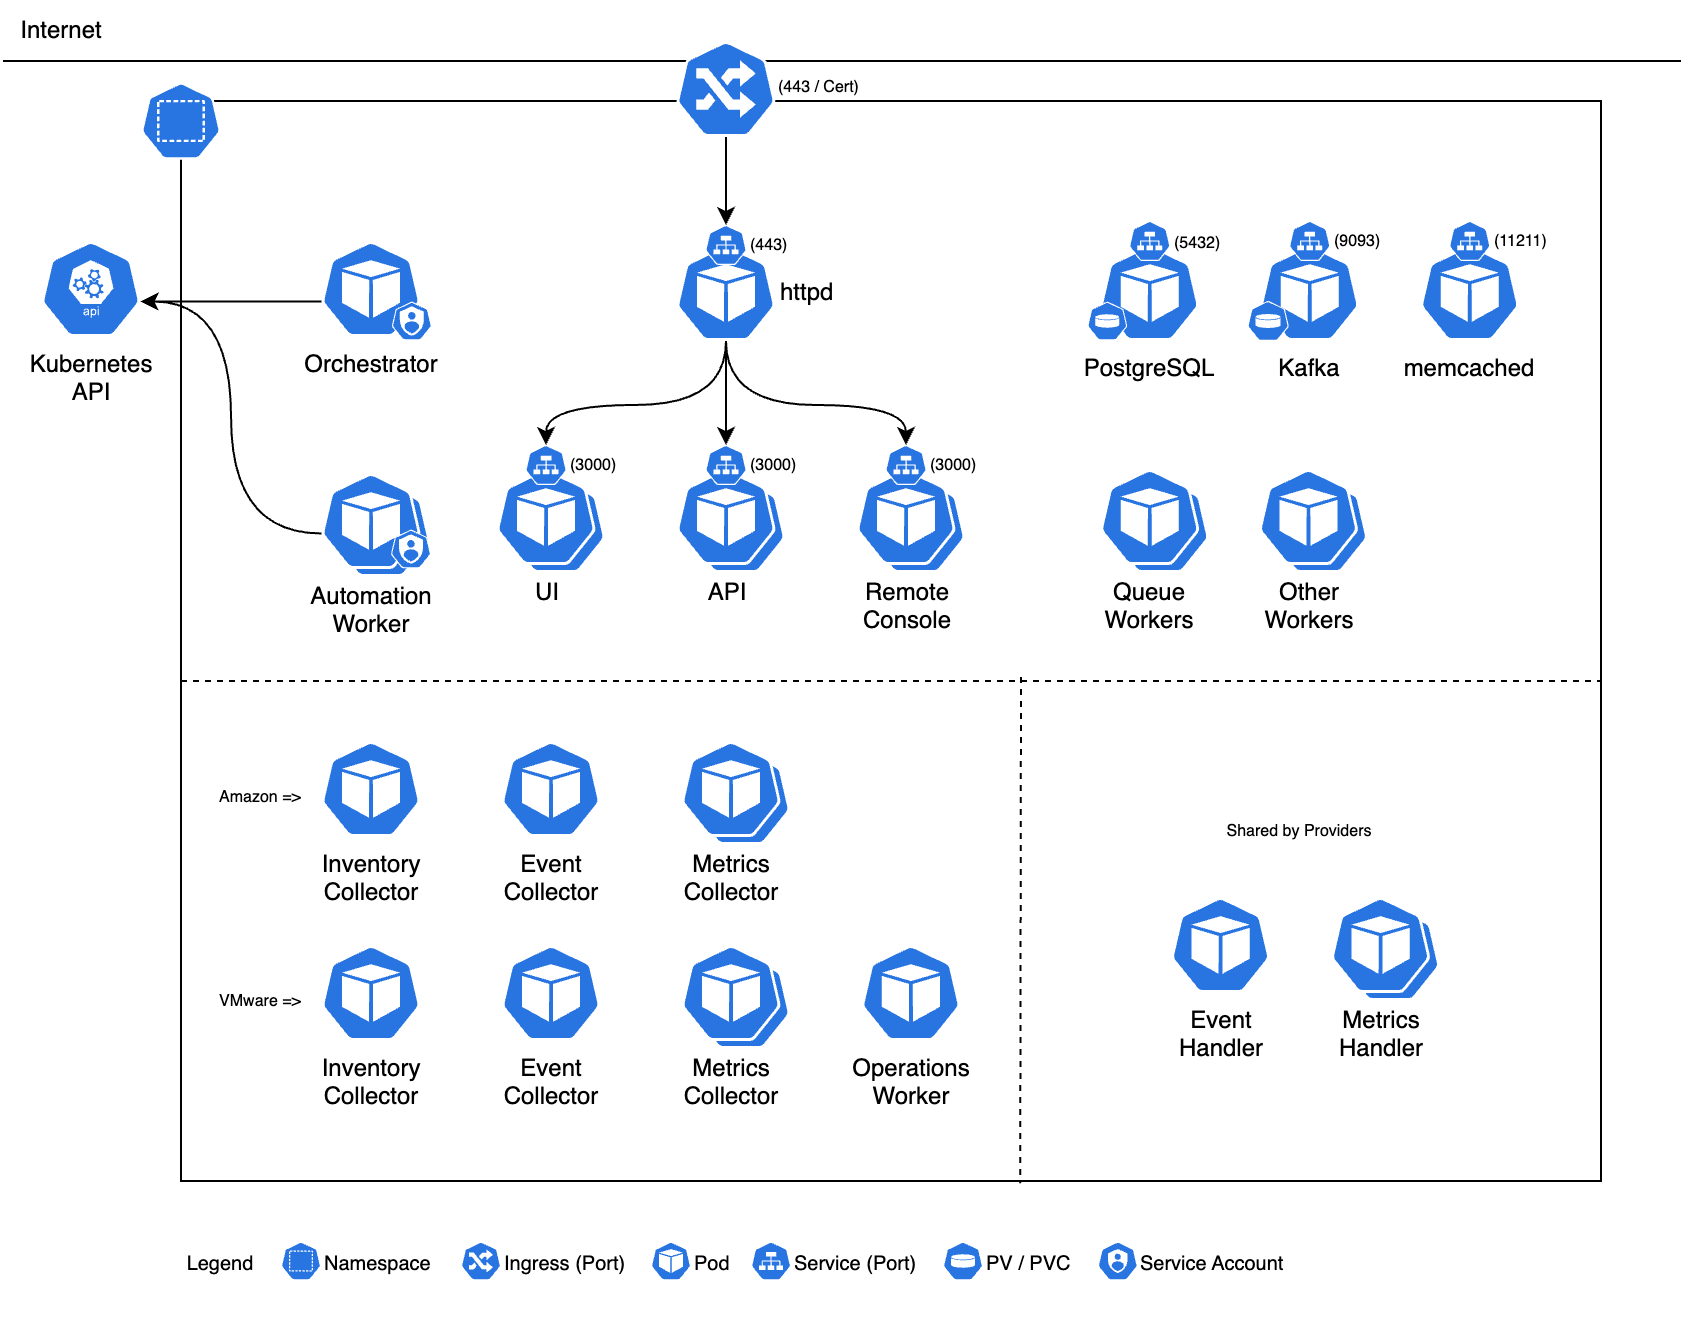 Internet
(443 / Cert)
(443)
httpd
(5432)
(9093)
(11211)
api
Kubernetes
API
Orchestrator
PostgreSQL
Kafka
memcached
(3000)
(3000)
(3000)
Automation
Worker
UI
API
Remote
Console
Queue
Workers
Other
Workers
Amazon =>
Inventory
Collector
Event
Collector
Metrics
Collector
VMware =>
Inventory
Collector
Event
Collector
Metrics
Collector
Operations
Worker
Shared by Providers
Event
Handler
Metrics
Handler
Legend
Namespace
Ingress (Port)
Pod
Service (Port)
PV / PVC
Service Account